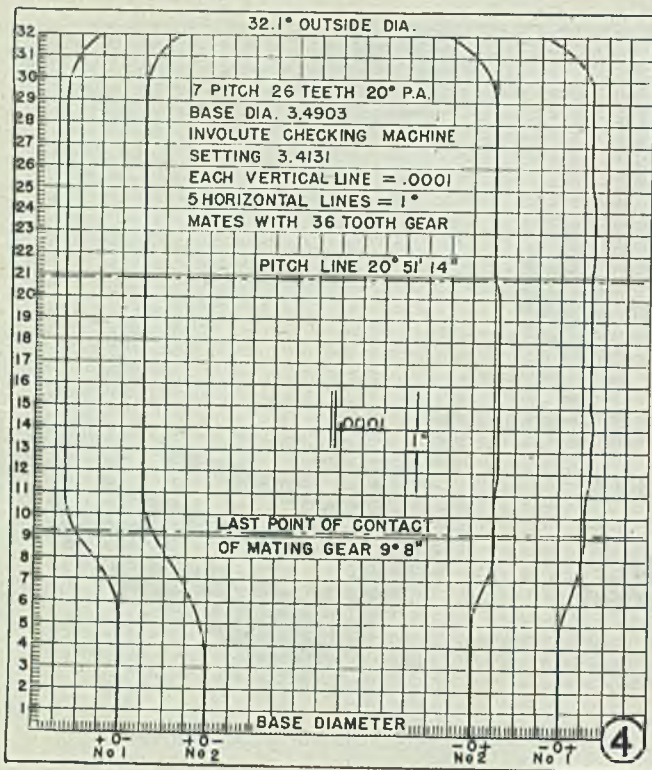 32.1° OUTSIDE DIA.
32
31
30
29
28
27
26
25
24
23
22
21
20
19
18
17
16
15
14
13
12
11
10
9
8
7
6
5
4
3
2
1
7 PITCH 26 TEETH 20° P.A.
BASE DIA. 3.4903
INVOLUTE CHECKING MACHINE
SETTING 3.4131
EACH VERTICAL LINE = .0001
5 HORIZONTAL LINES = 1°
MATES WITH 36 TOOTH GEAR
PITCH LINE 20° 51' 14"
.0001
1°
LAST POINT OF CONTACT
OF MATING GEAR 9° 8"
BASE DIAMETER
+0-
No 1
+0-
No 2
-0+
No 2
-0+
No 1
4